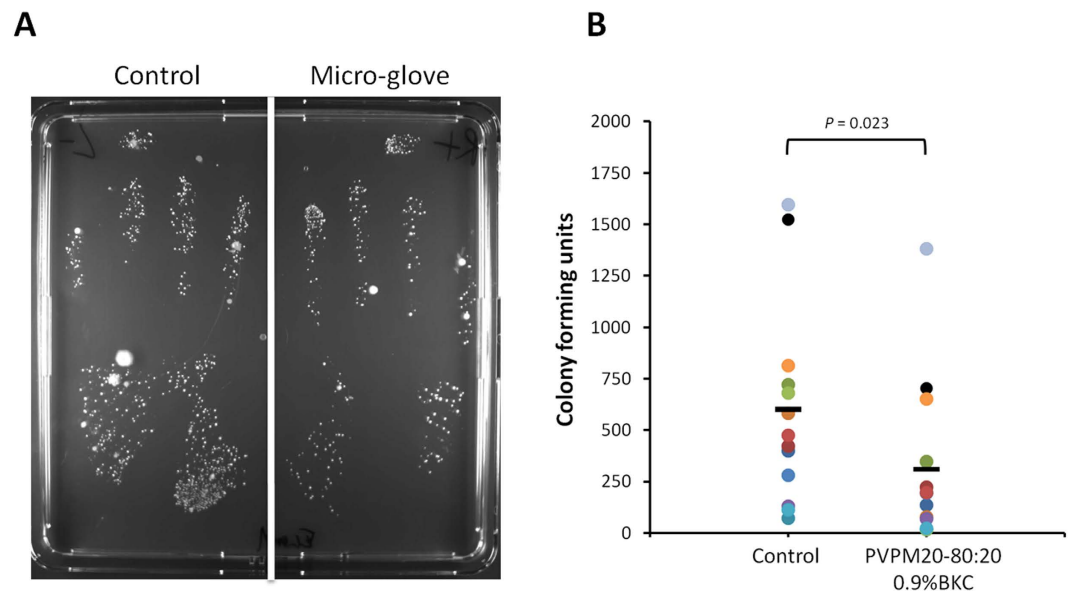 A
B
Control
Micro-glove
P = 0.023
2000
1750
1500
1250
1000
750
500
250
0
Colony forming units
Control
PVPM20-80:20
0.9%BKC